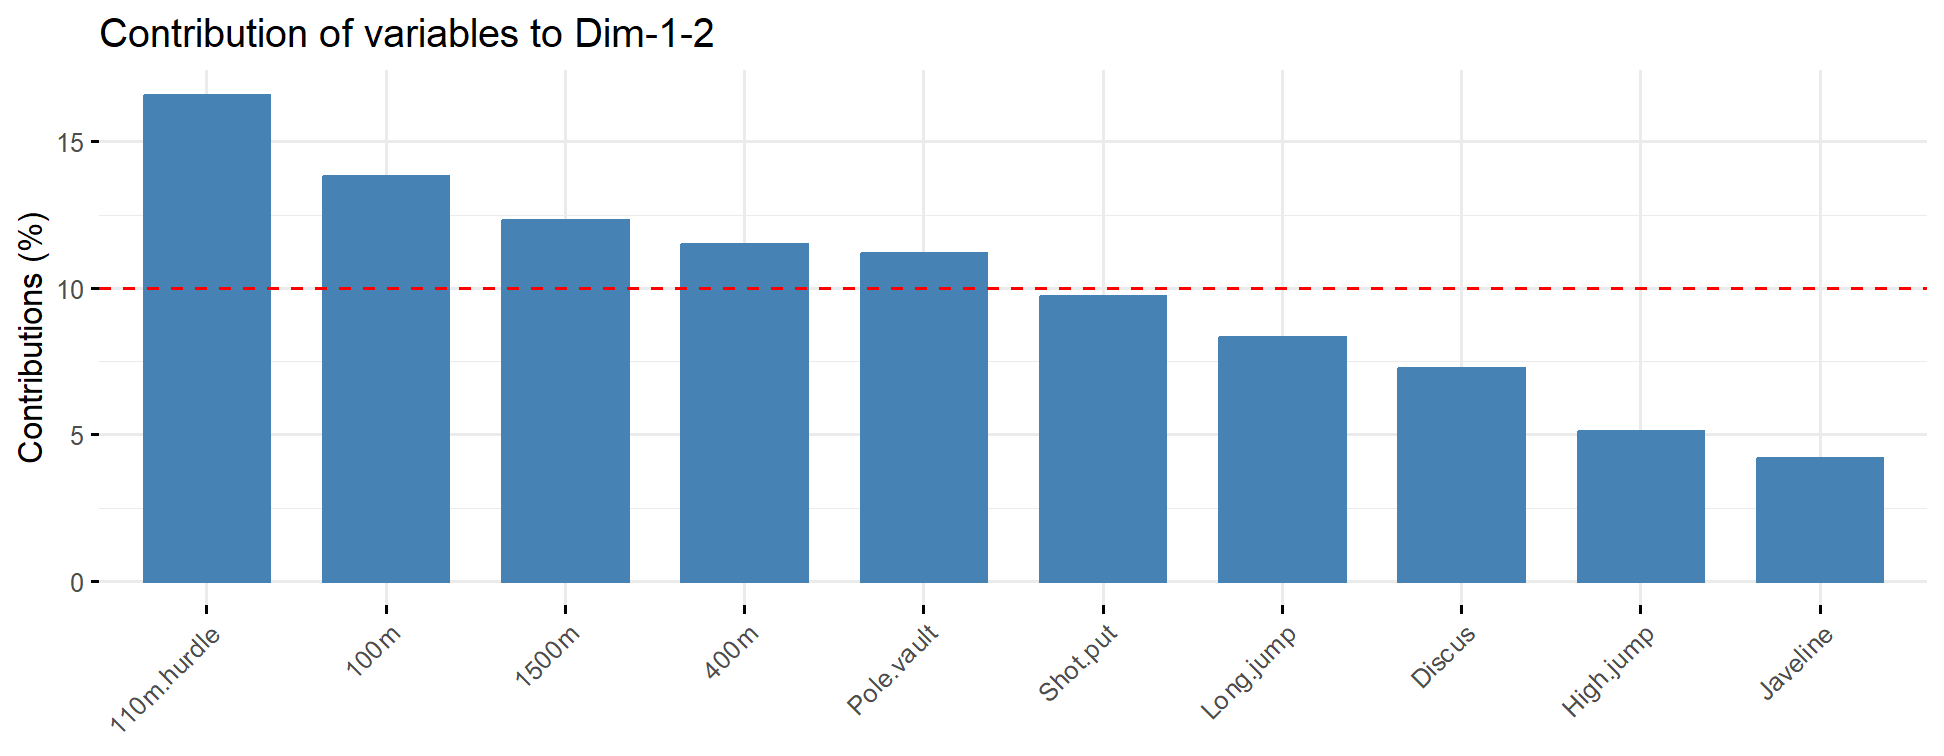 Contribution of variables to Dim-1-2
Contributions (%)
15
10
5
0
110m.hurdle
100m
1500m
400m
Pole.vault
Shot.put
Long.jump
Discus
High.jump
Javeline